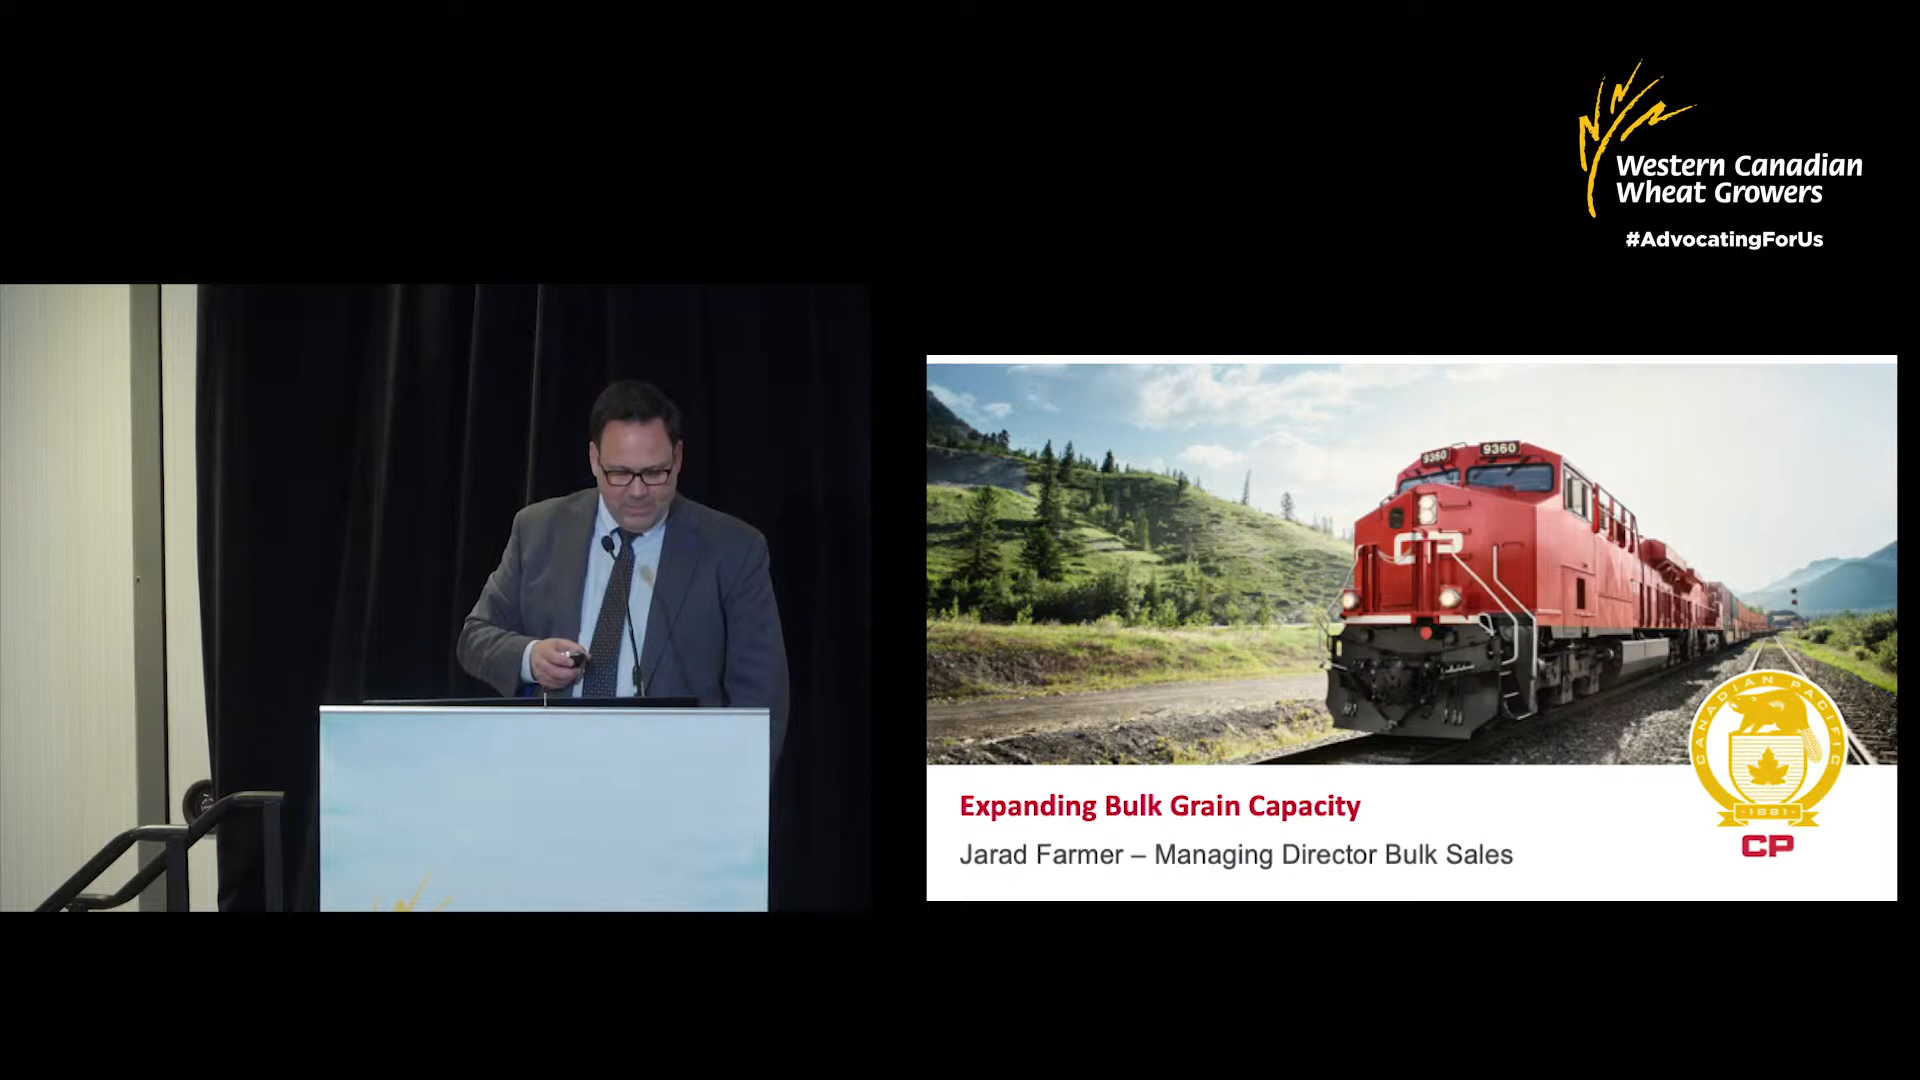 Western Canadian
Wheat Growers
#AdvocatingForUs
9360
9360
CP
CANADIAN PACIFIC
1881
CP
Expanding Bulk Grain Capacity
Jarad Farmer – Managing Director Bulk Sales